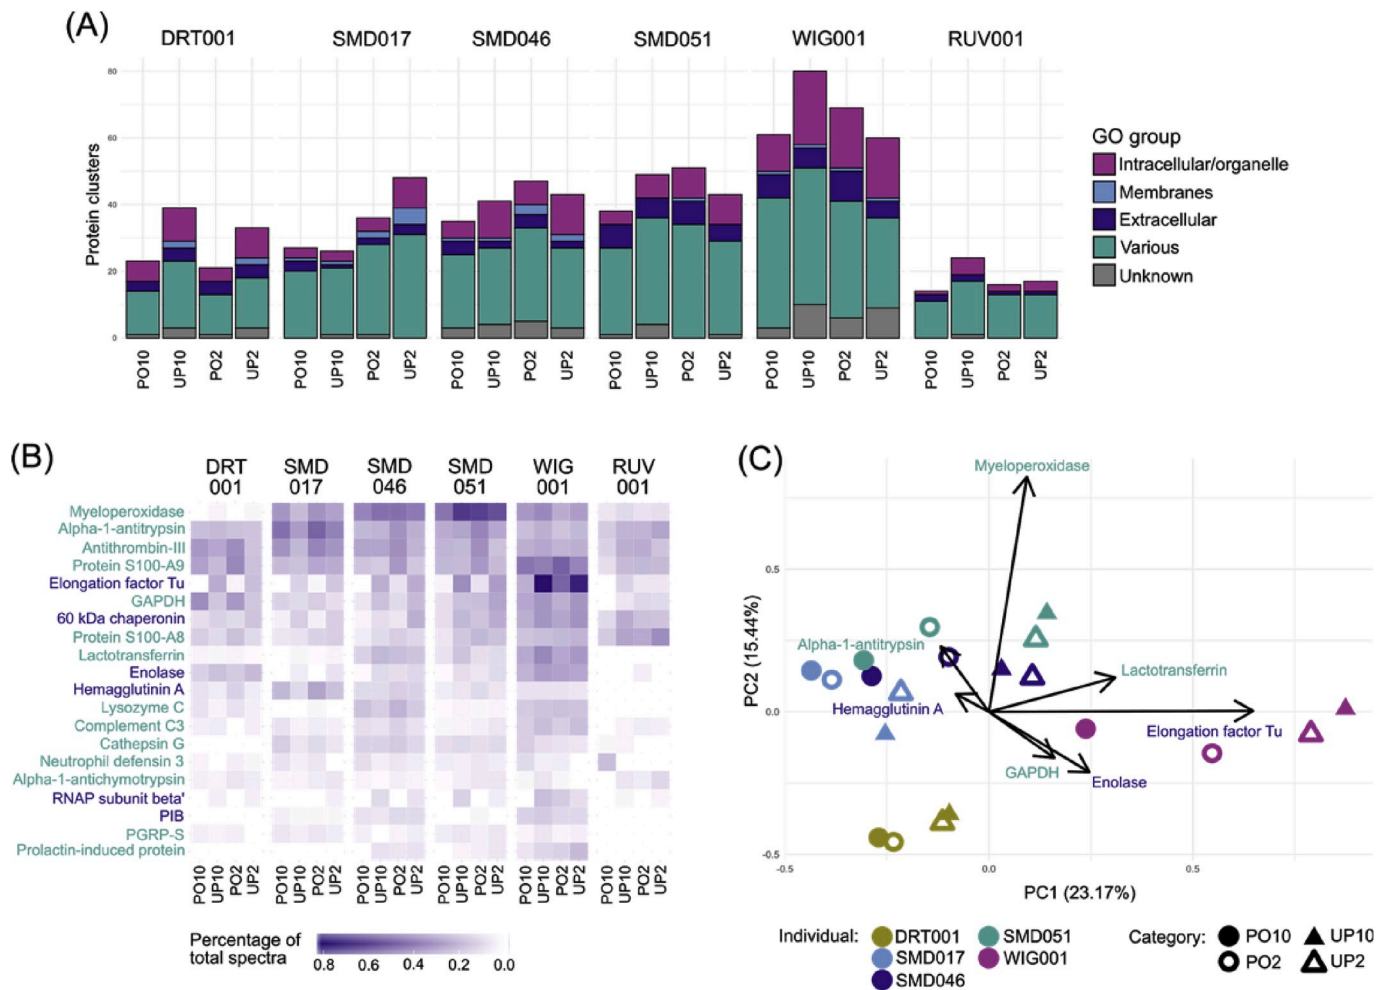 (A)
DRT001 SMD017 SMD046 SMD051 WIG001 RUV001
Protein clusters
80
60
40
20
0
PO10 UP10 PO2 UP2 PO10 UP10 PO2 UP2 PO10 UP10 PO2 UP2 PO10 UP10 PO2 UP2 PO10 UP10 PO2 UP2 PO10 UP10 PO2 UP2
GO group
Intracellular/organelle
Membranes
Extracellular
Various
Unknown
(B)
DRT SMD SMD SMD WIG RUV
001 017 046 051 001 001
Myeloperoxidase
Alpha-1-antitrypsin
Antithrombin-III
Protein S100-A9
Elongation factor Tu
GAPDH
60 kDa chaperonin
Protein S100-A8
Lactotransferrin
Enolase
Hemagglutinin A
Lysozyme C
Complement C3
Cathepsin G
Neutrophil defensin 3
Alpha-1-antichymotrypsin
RNAP subunit beta'
PIB
PGRP-S
Prolactin-induced protein
PO10 UP10 PO2 UP2 PO10 UP10 PO2 UP2 PO10 UP10 PO2 UP2 PO10 UP10 PO2 UP2 PO10 UP10 PO2 UP2 PO10 UP10 PO2 UP2
Percentage of
total spectra
0.8 0.4 0.2 0.0
(C)
Myeloperoxidase
Alpha-1-antitrypsin
Lactotransferrin
Hemagglutinin A
Elongation factor Tu
GAPDH
Enolase
PC2 (15.44%)
0.5
0.0
-0.5
-0.5 0.0 0.5
PC1 (23.17%)
Individual: DRT001 SMD051
SMD017 WIG001
SMD046
Category: PO10 UP10
PO2 UP2